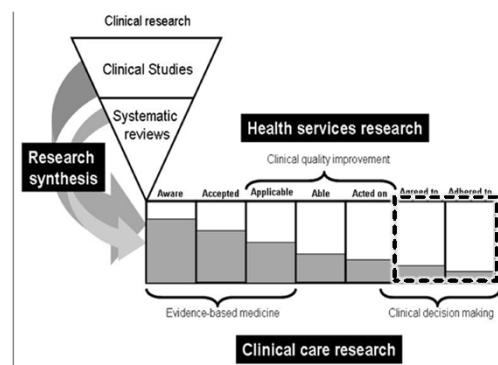 Clinical research
Clinical Studies
Systematic
reviews
Research
synthesis
Health services research
Clinical quality improvement
Aware Accepted Applicable Able Acted on Agreed to Adhered to
Evidence-based medicine
Clinical decision making
Clinical care research